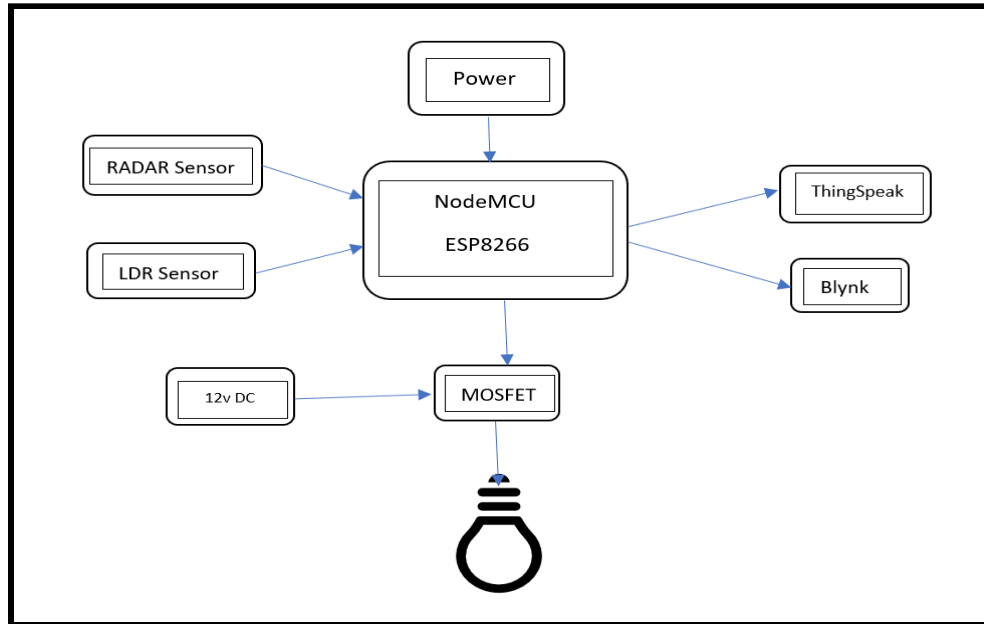 Power
RADAR Sensor
NodeMCU
ESP8266
ThingSpeak
LDR Sensor
Blynk
12v DC
MOSFET